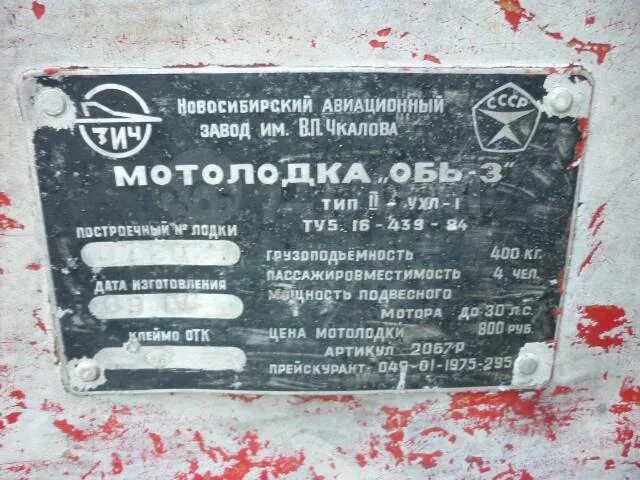 ЗИЧ
Новосибирский авиационный
завод им. В.П.Чкалова
СССР
МОТОЛОДКА „ОБЬ-3"
ТИП II - УХЛ-1
ТУ5.16-439-84
ПОСТРОЕЧНЫЙ № ЛОДКИ
ДАТА ИЗГОТОВЛЕНИЯ
КЛЕЙМО ОТК
ГРУЗОПОДЪЕМНОСТЬ 400 КГ.
ПАССАЖИРОВМЕСТИМОСТЬ 4 ЧЕЛ.
МОЩНОСТЬ ПОДВЕСНОГО
МОТОРА ДО 30 Л.С.
ЦЕНА МОТОЛОДКИ 800 РУБ.
АРТИКУЛ 2067Р
ПРЕЙСКУРАНТ-049-01-1975-295